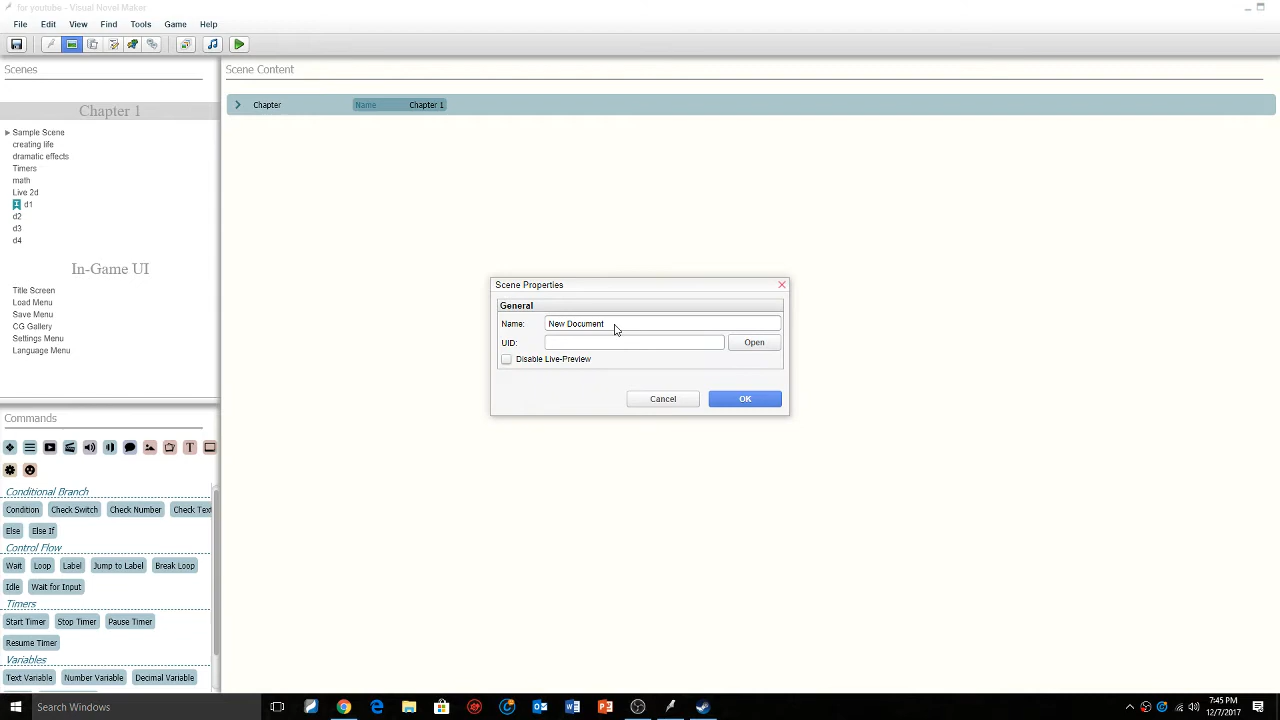 for youtube - Visual Novel Maker
File Edit View Find Tools Game Help
Scenes
Chapter 1
Sample Scene
creating life
dramatic effects
Timers
math
Live 2d
d1
d2
d3
d4
In-Game UI
Title Screen
Load Menu
Save Menu
CG Gallery
Settings Menu
Language Menu
Scene Content
Chapter Name Chapter 1
Scene Properties
General
Name: New Document
UID: Open
Disable Live-Preview
Cancel OK
Commands
Conditional Branch
Condition Check Switch Check Number Check Text
Else Else If
Control Flow
Wait Loop Label Jump to Label Break Loop
Idle Wait for Input
Timers
Start Timer Stop Timer Pause Timer
Resume Timer
Variables
Text Variable Number Variable Decimal Variable
Search Windows
7:45 PM
12/7/2017